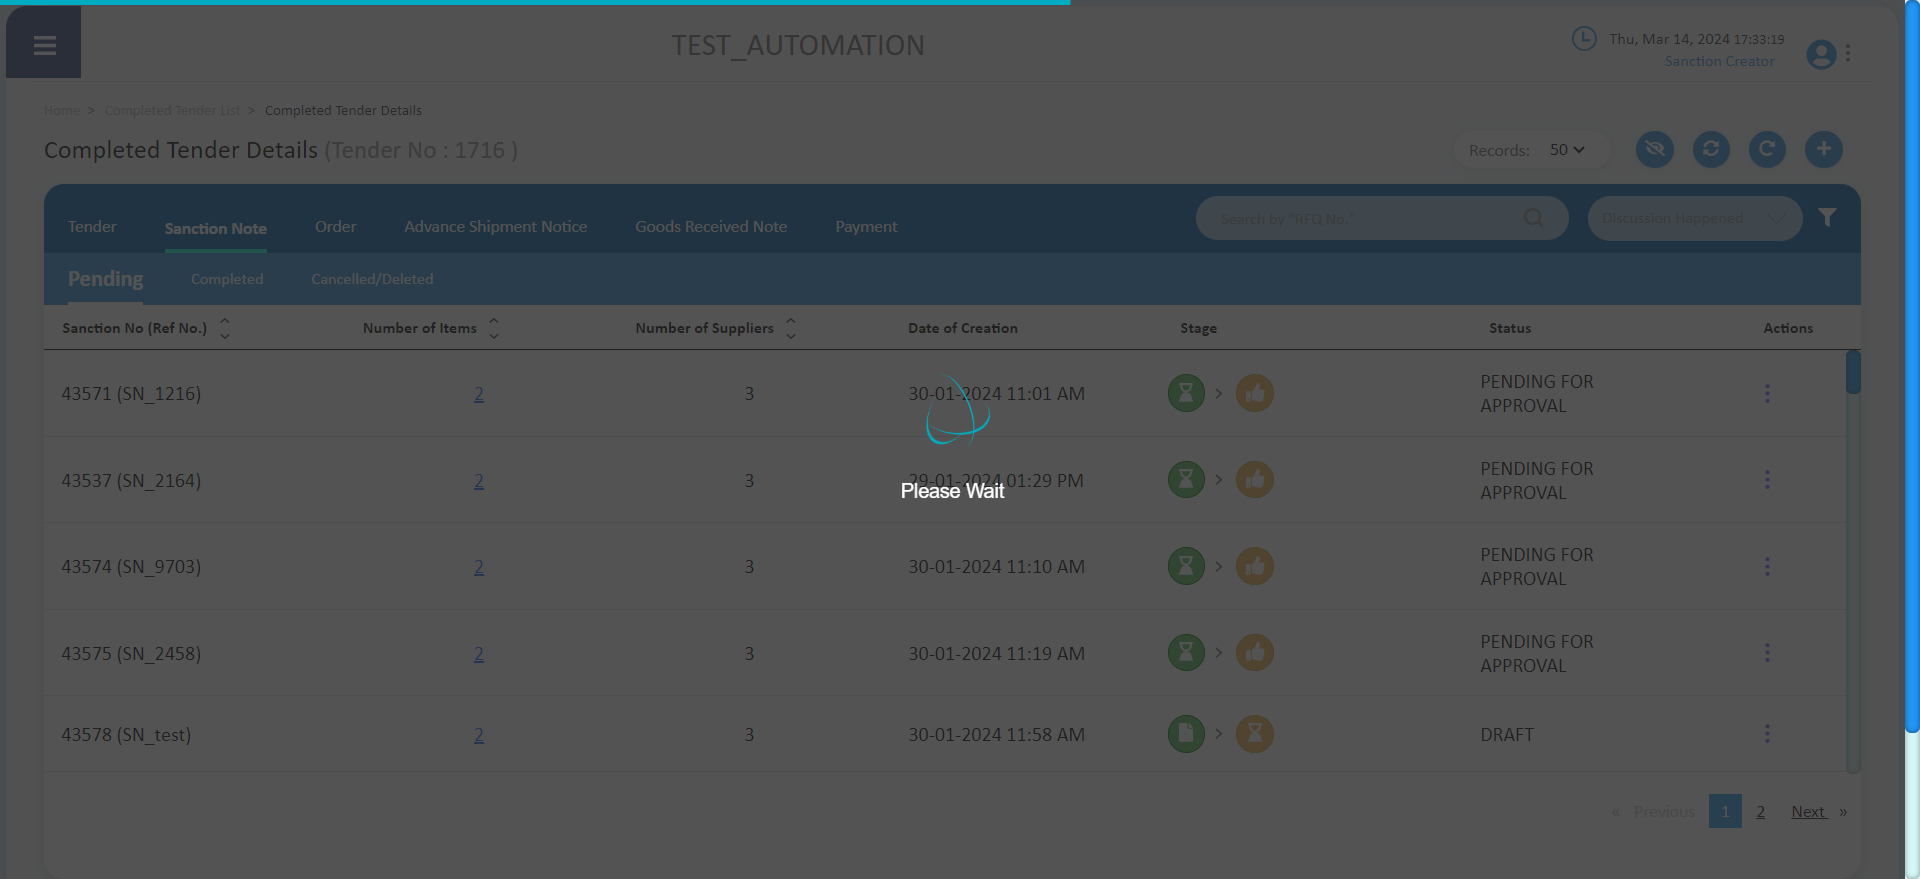 TEST_AUTOMATION
Thu, Mar 14, 2024 17:33:19
Sanction Creator
Home > Completed Tender List > Completed Tender Details
Completed Tender Details (Tender No : 1716 )
Records: 50
Tender Sanction Note Order Advance Shipment Notice Goods Received Note Payment
Search by "RFQ No."
Discussion Happened
Pending Completed Cancelled/Deleted
Sanction No (Ref No.) Number of Items Number of Suppliers Date of Creation Stage Status Actions
43571 (SN_1216) 2 3 30-01-2024 11:01 AM > PENDING FOR
APPROVAL
43537 (SN_2164) 2 3 29-01-2024 01:29 PM > PENDING FOR
APPROVAL
Please Wait
43574 (SN_9703) 2 3 30-01-2024 11:10 AM > PENDING FOR
APPROVAL
43575 (SN_2458) 2 3 30-01-2024 11:19 AM > PENDING FOR
APPROVAL
43578 (SN_test) 2 3 30-01-2024 11:58 AM > DRAFT
« Previous 1 2 Next »